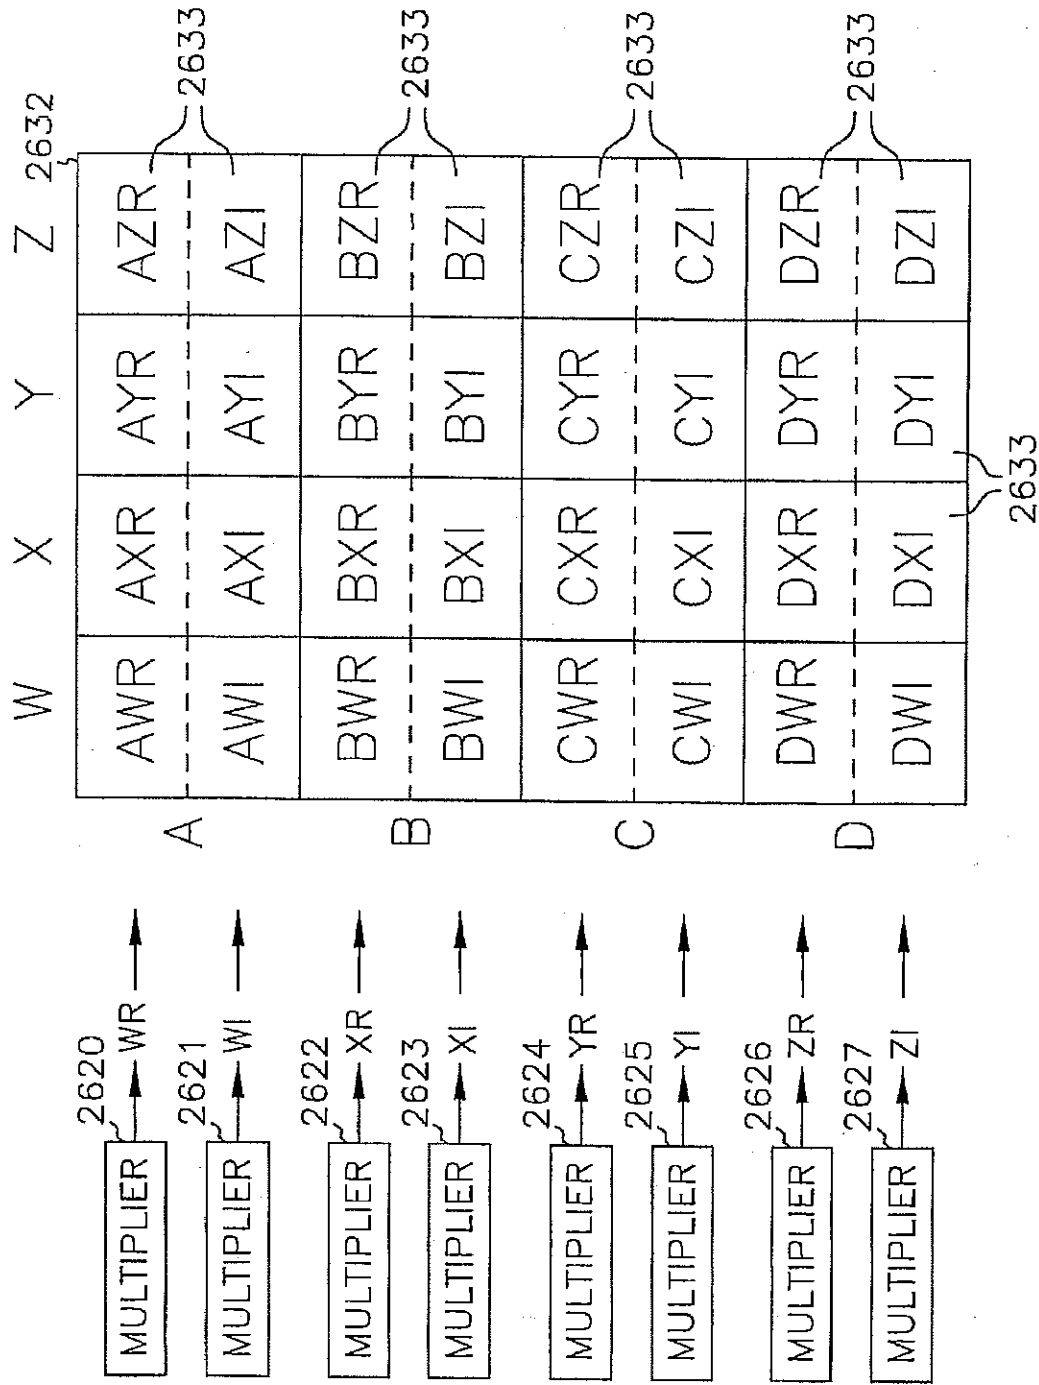 W X Y Z
2632
2620
MULTIPLIER WR AWR AXR AYR AZR
A 2633
2621
MULTIPLIER WI AWI AXI AYI AZI
2622
MULTIPLIER XR BWR BXR BYR BZR
B 2633
2623
MULTIPLIER XI BWI BXI BYI BZI
2624
MULTIPLIER YR CWR CXR CYR CZR
C 2633
2625
MULTIPLIER YI CWI CXI CYI CZI
2626
MULTIPLIER ZR DWR DXR DYR DZR
D 2633
2627
MULTIPLIER ZI DWI DXI DYI DZI
2633